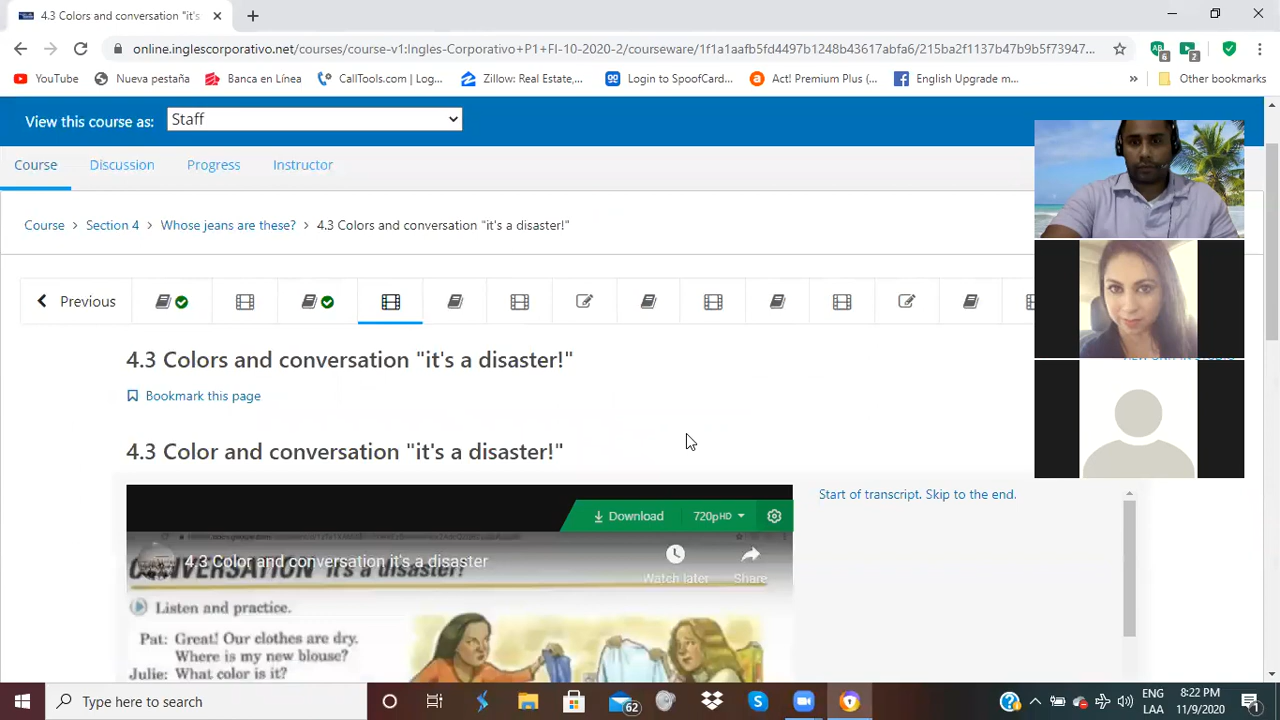 4.3 Colors and conversation "it's
online.inglescorporativo.net/courses/course-v1:Ingles-Corporativo+P1+FI-10-2020-2/courseware/1f1a1aafb5fd4497b1248b43617abfa6/215ba2f1137b47b9b5f73947...
6
2
YouTube
Nueva pestaña
Banca en Línea
CallTools.com | Log...
Zillow: Real Estate,...
Login to SpoofCard...
Act! Premium Plus (...
English Upgrade m...
»
Other bookmarks
View this course as:
Staff
Course
Discussion
Progress
Instructor
Course > Section 4 > Whose jeans are these? > 4.3 Colors and conversation "it's a disaster!"
Previous
4.3 Colors and conversation "it's a disaster!"
Bookmark this page
4.3 Color and conversation "it's a disaster!"
Start of transcript. Skip to the end.
Download
720pHD
4.3 Color and conversation it's a disaster
Watch later
Share
CONVERSATION it's a disaster!
Listen and practice.
Pat: Great! Our clothes are dry.
Where is my new blouse?
Julie: What color is it?
Type here to search
62
ENG
LAA
8:22 PM
11/9/2020
1